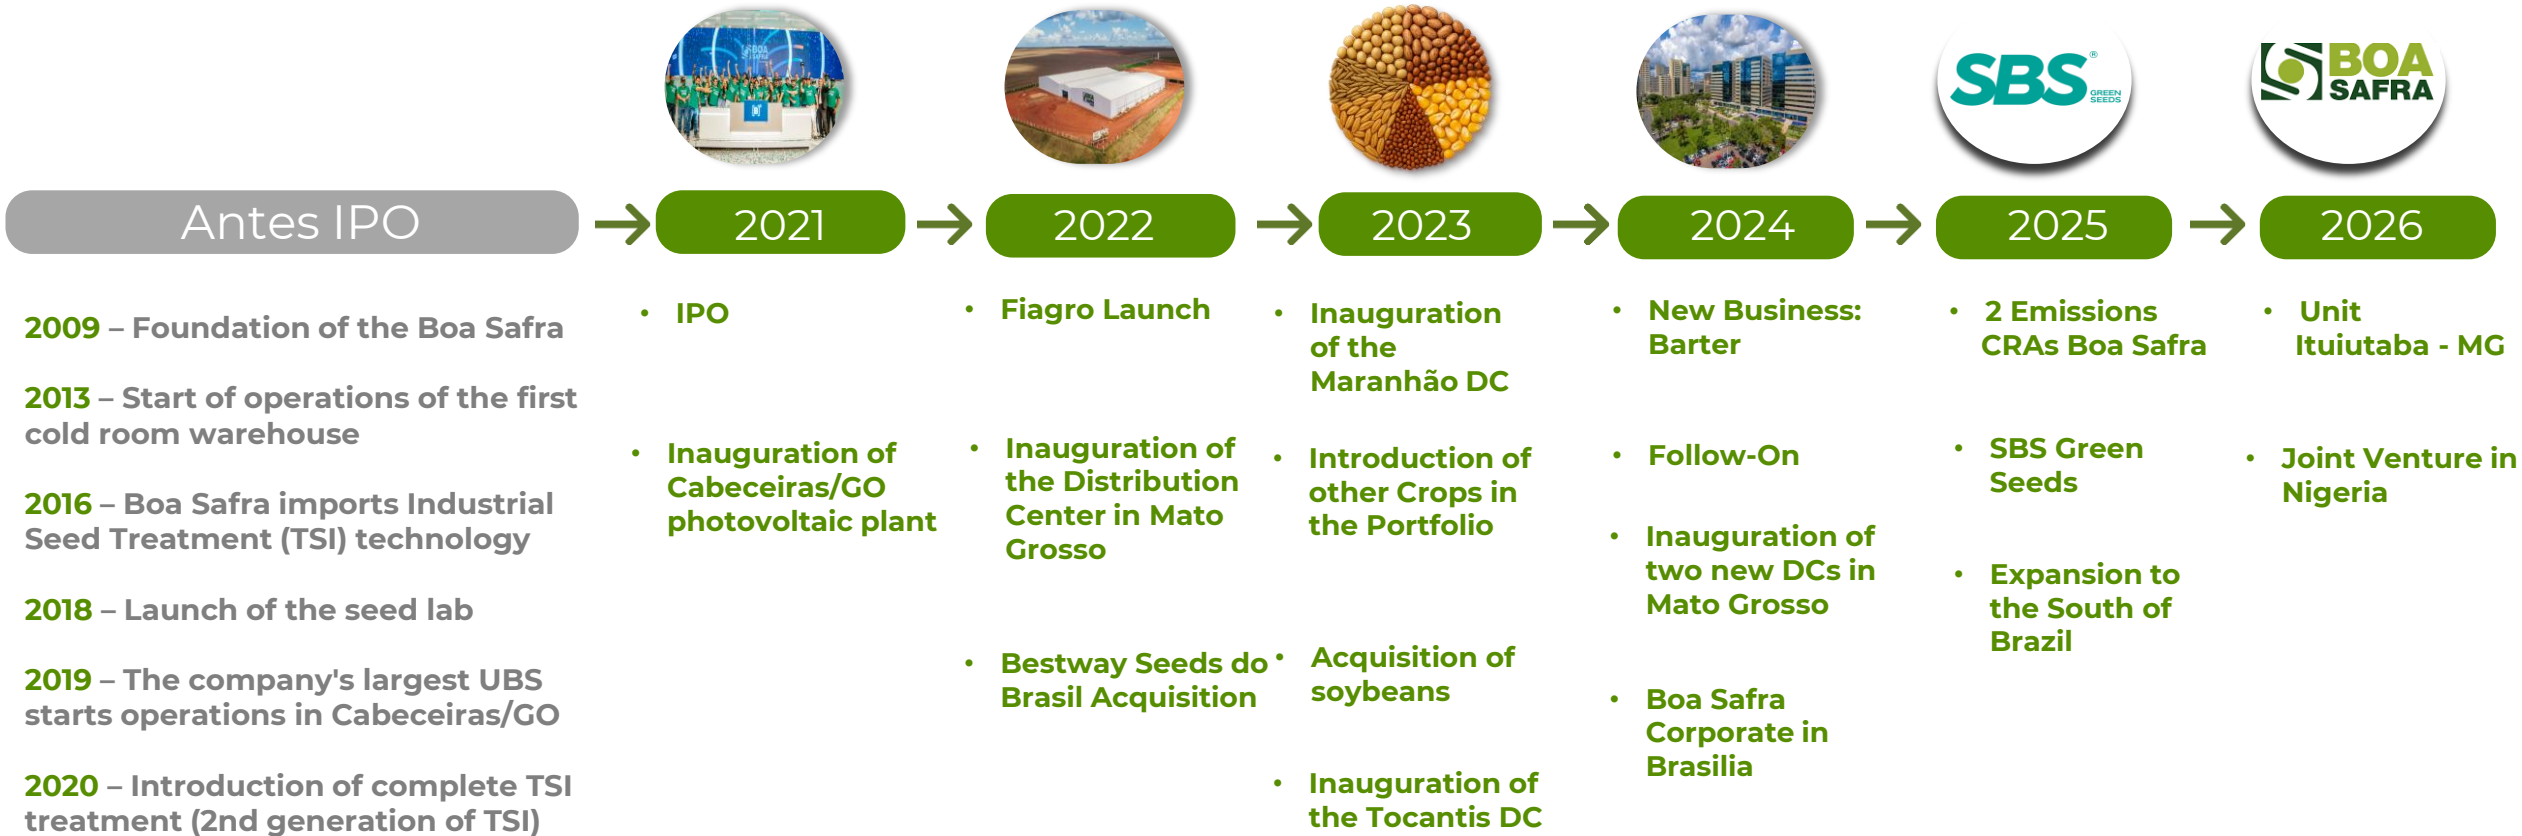 BOA
SAFRA
SBS®
GREEN
SEEDS
BOA
SAFRA
Antes IPO
2021
2022
2023
2024
2025
2026
2009 – Foundation of the Boa Safra
2013 – Start of operations of the first
cold room warehouse
2016 – Boa Safra imports Industrial
Seed Treatment (TSI) technology
2018 – Launch of the seed lab
2019 – The company's largest UBS
starts operations in Cabeceiras/GO
2020 – Introduction of complete TSI
treatment (2nd generation of TSI)
• IPO
• Inauguration of
Cabeceiras/GO
photovoltaic plant
• Fiagro Launch
• Inauguration of
the Distribution
Center in Mato
Grosso
• Bestway Seeds do
Brasil Acquisition
• Inauguration
of the
Maranhão DC
• Introduction of
other Crops in
the Portfolio
• Acquisition of
soybeans
• Inauguration of
the Tocantis DC
• New Business:
Barter
• Follow-On
• Inauguration of
two new DCs in
Mato Grosso
• Boa Safra
Corporate in
Brasilia
• 2 Emissions
CRAs Boa Safra
• SBS Green
Seeds
• Expansion to
the South of
Brazil
• Unit
Ituiutaba - MG
• Joint Venture in
Nigeria